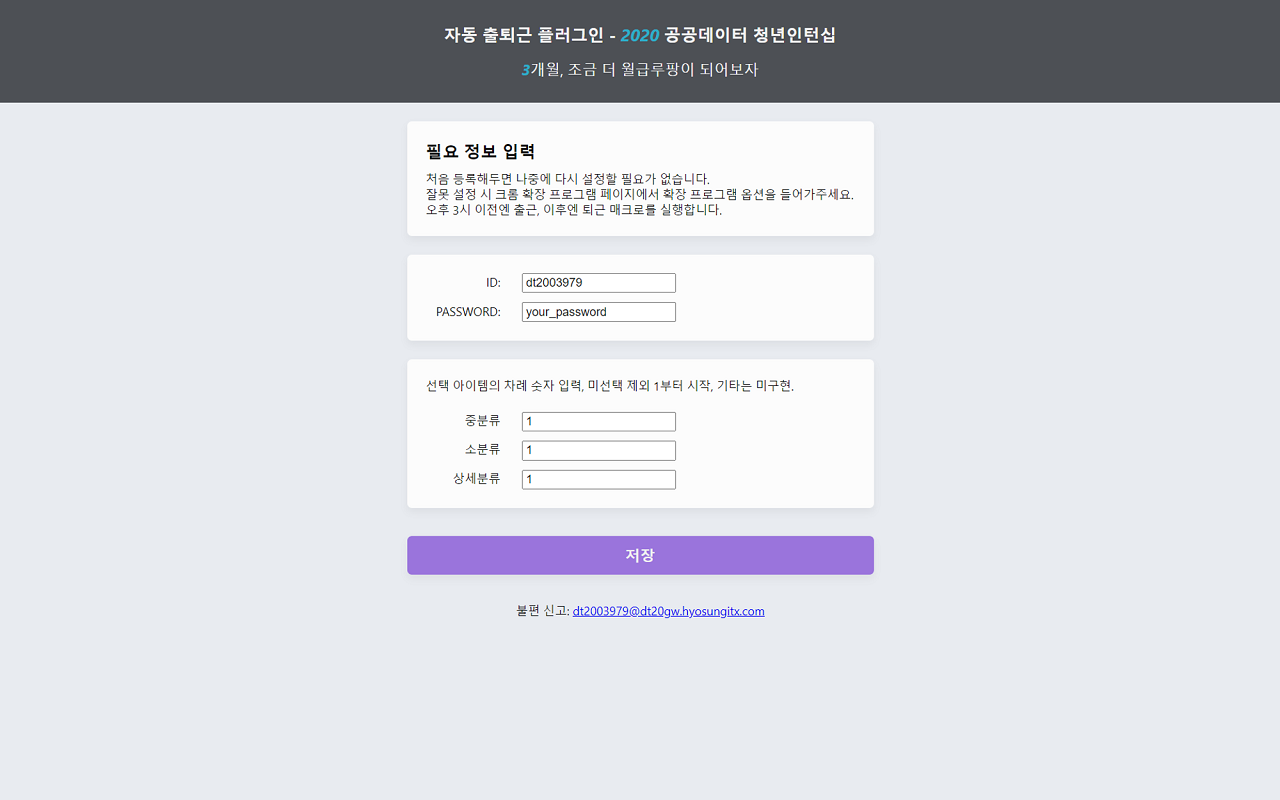 자동 출퇴근 플러그인 - 2020 공공데이터 청년인턴십
3개월, 조금 더 월급루팡이 되어보자
필요 정보 입력
처음 등록해두면 나중에 다시 설정할 필요가 없습니다.
잘못 설정 시 크롬 확장 프로그램 페이지에서 확장 프로그램 옵션을 들어가주세요.
오후 3시 이전엔 출근, 이후엔 퇴근 매크로를 실행합니다.
ID: dt2003979
PASSWORD: your_password
선택 아이템의 차례 숫자 입력, 미선택 제외 1부터 시작, 기타는 미구현.
중분류 1
소분류 1
상세분류 1
저장
불편 신고: dt2003979@dt20gw.hyosungitx.com